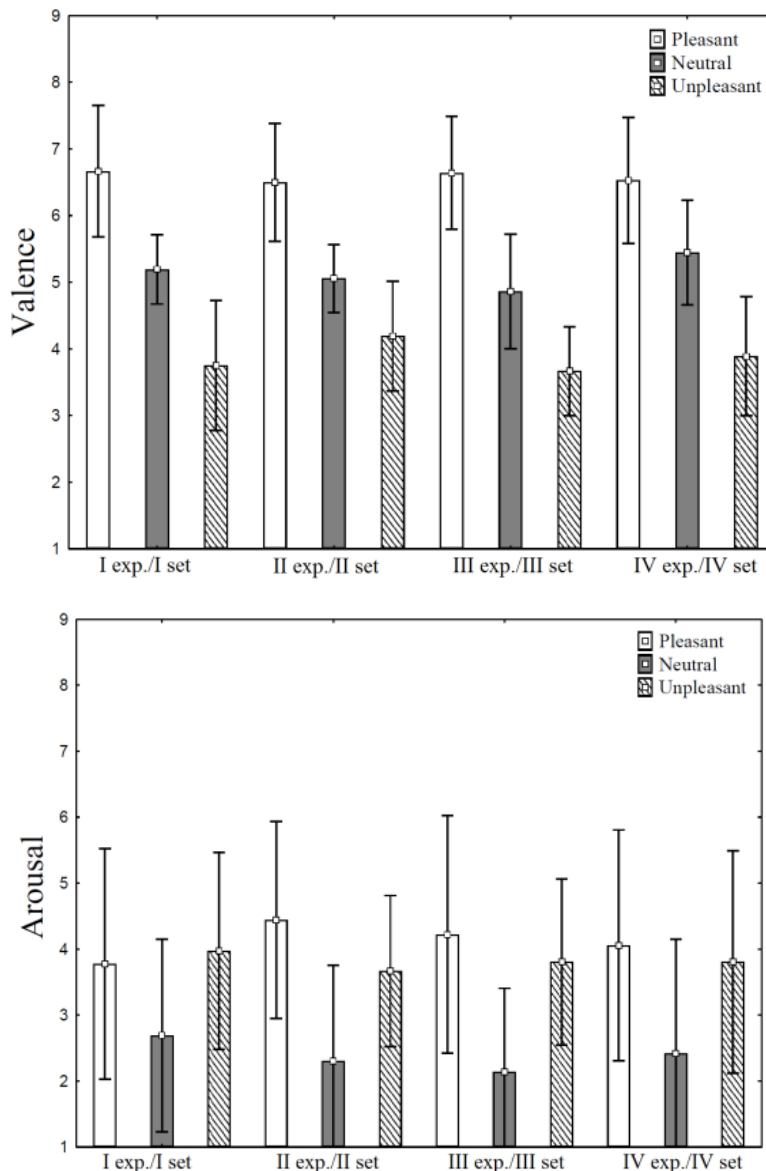 9
8
7
6
5
4
3
2
1
Valence
Pleasant
Neutral
Unpleasant
I exp./I set
II exp./II set
III exp./III set
IV exp./IV set
9
8
7
6
5
4
3
2
1
Arousal
Pleasant
Neutral
Unpleasant
I exp./I set
II exp./II set
III exp./III set
IV exp./IV set